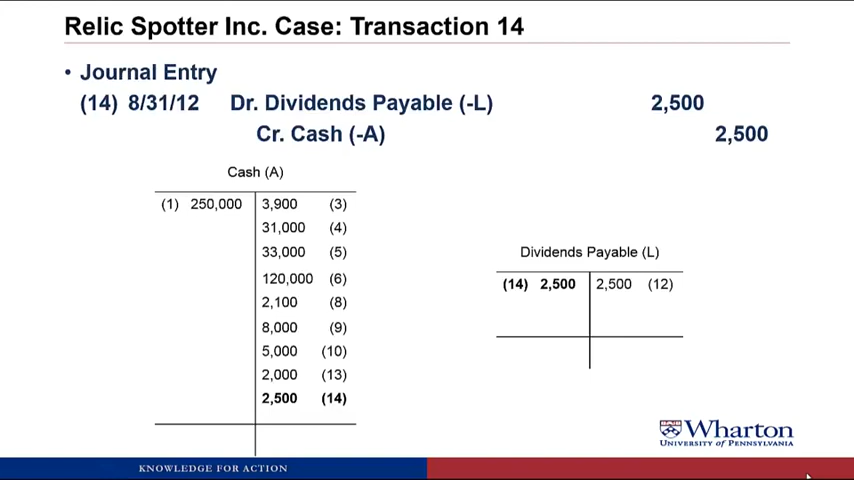 Relic Spotter Inc. Case: Transaction 14
• Journal Entry
(14) 8/31/12 Dr. Dividends Payable (-L) 2,500
Cr. Cash (-A) 2,500
Cash (A)
(1) 250,000 3,900 (3)
31,000 (4)
33,000 (5)
120,000 (6)
2,100 (8)
8,000 (9)
5,000 (10)
2,000 (13)
2,500 (14)
Dividends Payable (L)
(14) 2,500 2,500 (12)
Wharton
UNIVERSITY of PENNSYLVANIA
KNOWLEDGE FOR ACTION